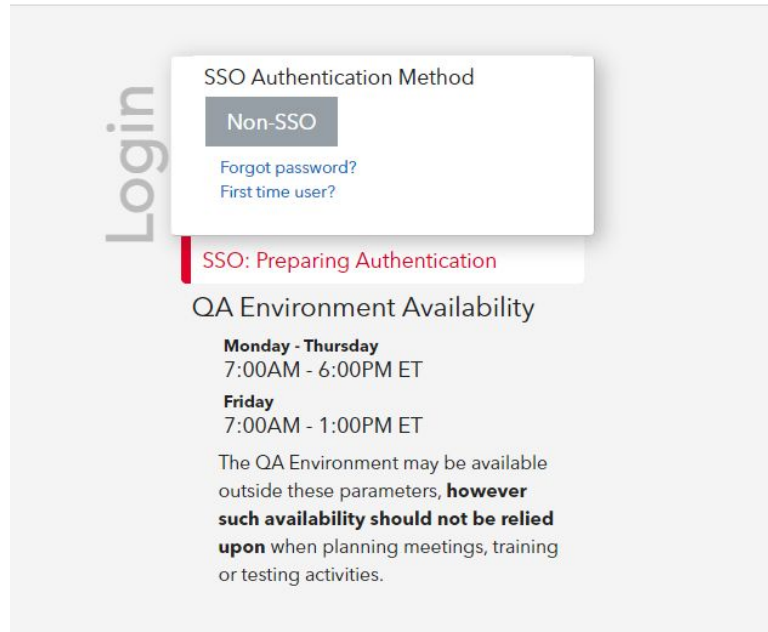 Login
SSO Authentication Method
Non-SSO
Forgot password?
First time user?
SSO: Preparing Authentication
QA Environment Availability
Monday - Thursday
7:00AM - 6:00PM ET
Friday
7:00AM - 1:00PM ET
The QA Environment may be available
outside these parameters, however
such availability should not be relied
upon when planning meetings, training
or testing activities.